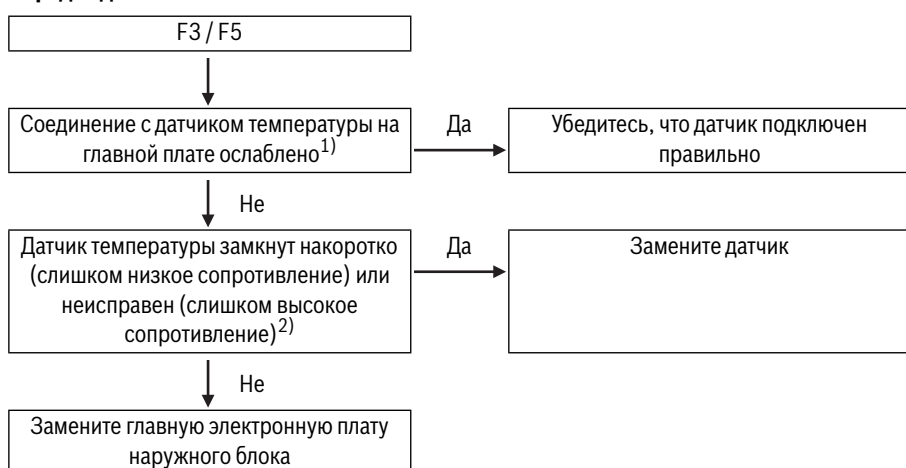 F3 / F5
Соединение с датчиком температуры на
главной плате ослаблено1)
Да
Убедитесь, что датчик подключен
правильно
Не
Датчик температуры замкнут накоротко
(слишком низкое сопротивление) или
неисправен (слишком высокое
сопротивление)2)
Да
Замените датчик
Не
Замените главную электронную плату
наружного блока